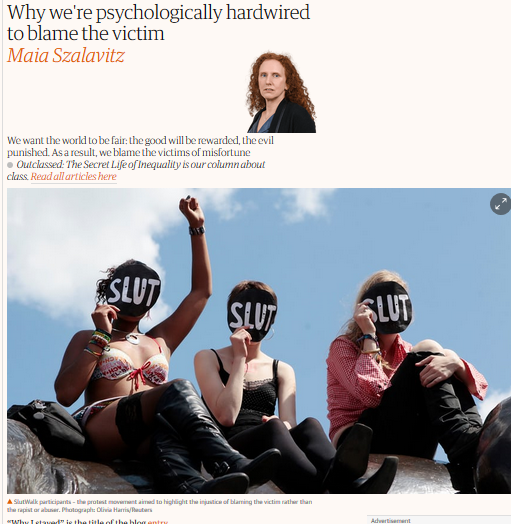 Why we're psychologically hardwired
to blame the victim
Maia Szalavitz
We want the world to be fair: the good will be rewarded, the evil
punished. As a result, we blame the victims of misfortune
Outclassed: The Secret Life of Inequality is our column about
class. Read all articles here
SLUT
SLUT
SLUT
SlutWalk participants – the protest movement aimed to highlight the injustice of blaming the victim rather than
the rapist or abuser. Photograph: Olivia Harris/Reuters
“Why I stayed” is the title of the blog entry
Advertisement